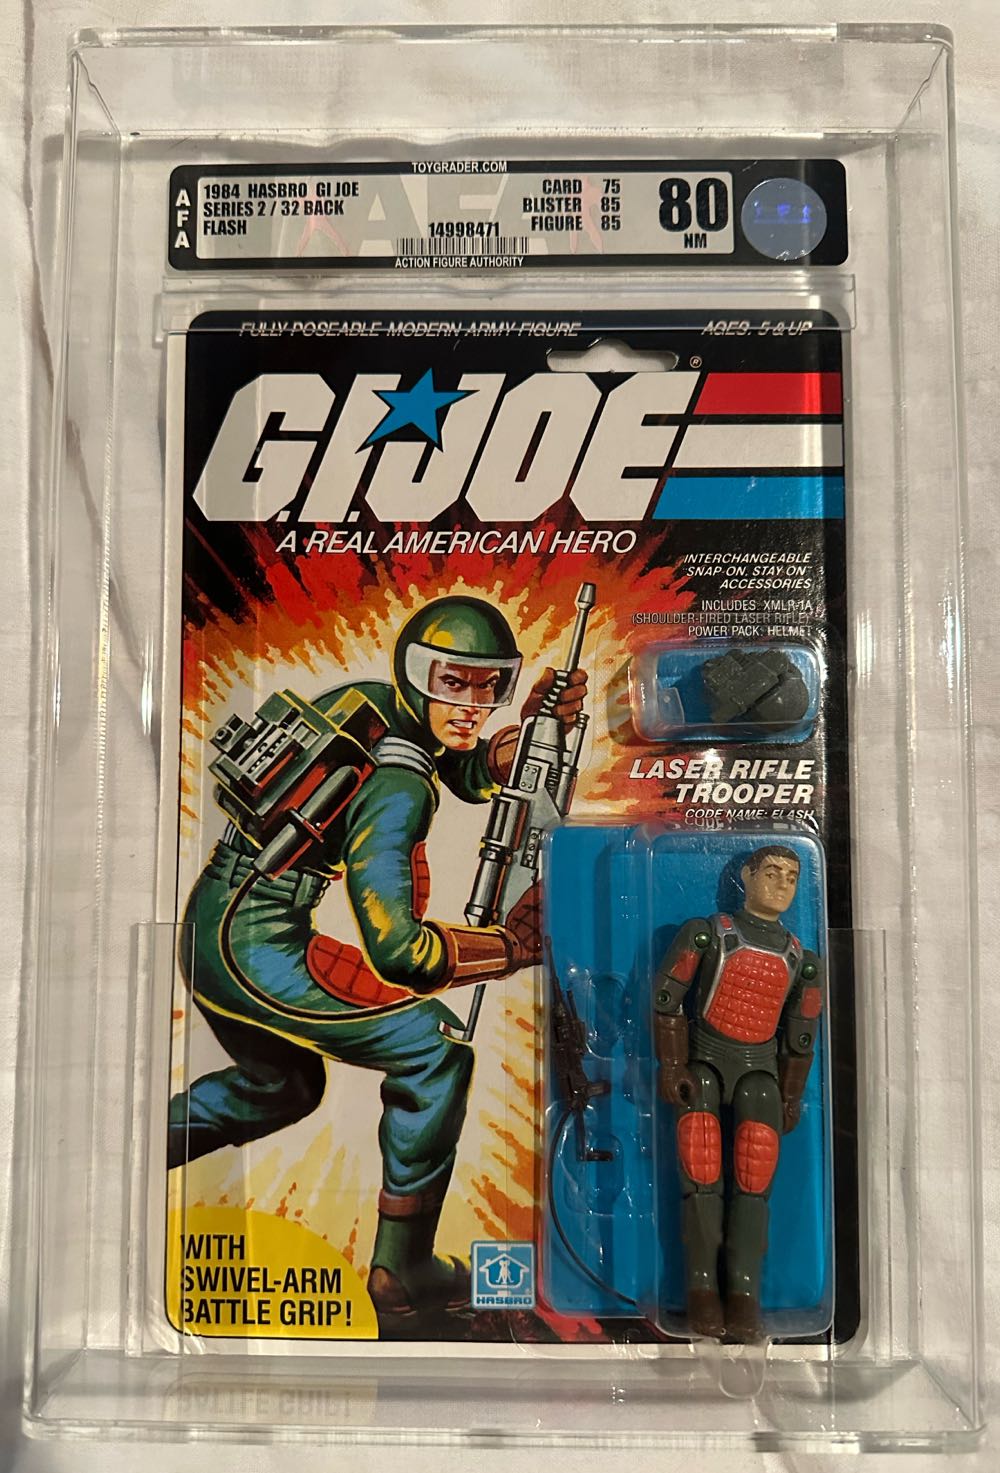 TOYGRADER.COM
AFA
1984 HASBRO GI JOE
SERIES 2 / 32 BACK
FLASH
14998471
CARD 75
BLISTER 85
FIGURE 85
80
NM
ACTION FIGURE AUTHORITY
FULLY POSEABLE MODERN ARMY FIGURE
AGES: 5 & UP
G.I.JOE ®
A REAL AMERICAN HERO
INTERCHANGEABLE
"SNAP-ON, STAY ON"
ACCESSORIES
INCLUDES: XMLR-1A
(SHOULDER-FIRED LASER RIFLE);
POWER PACK; HELMET
LASER RIFLE
TROOPER
CODE NAME: FLASH
WITH
SWIVEL-ARM
BATTLE GRIP!
HASBRO